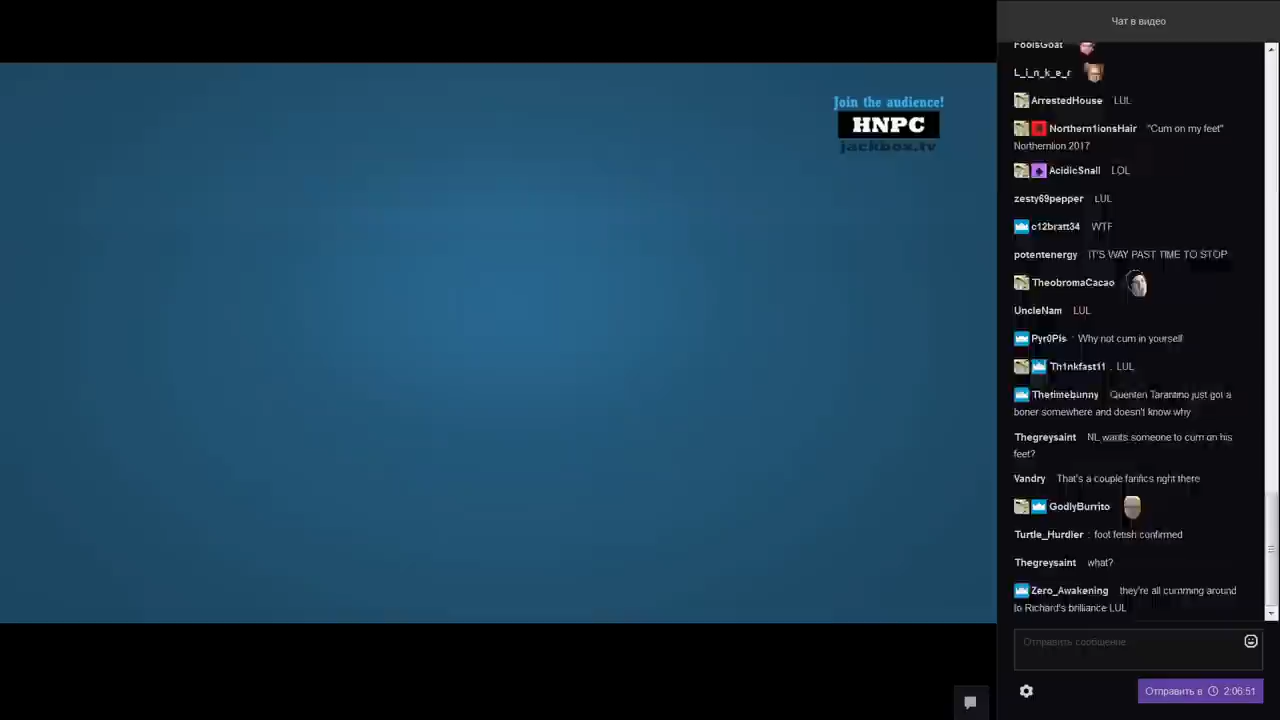 Join the audience!
HNPC
jackbox.tv
Чат в видео
FoolsGoat
L_i_n_k_e_r
ArrestedHouse LUL
Northern1ionsHair "Cum on my feet"
Northernlion 2017
AcidicSnail LOL
zesty69pepper LUL
c12bratt34 WTF
potentenergy IT'S WAY PAST TIME TO STOP
TheobromaCacao
UncleNam LUL
Pyr0Pis : Why not cum in yourself
Th1nkfast11 : LUL
Thetimebunny Quenten Tarantino just got a
boner somewhere and doesn't know why
Thegreysaint NL wants someone to cum on his
feet?
Vandry That's a couple fanfics right there
GodlyBurrito
Turtle_Hurdler : foot fetish confirmed
Thegreysaint what?
Zero_Awakening they're all cumming around
to Richard's brilliance LUL
Отправить сообщение
Отправить в 2:06:51